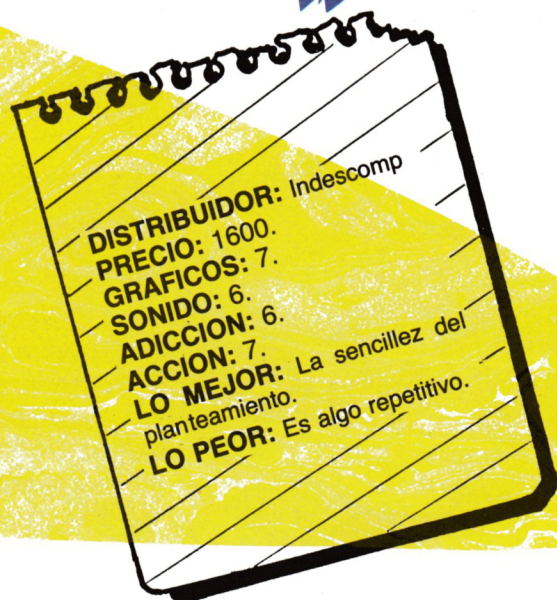 DISTRIBUIDOR: Indescomp
PRECIO: 1600.
GRAFICOS: 7.
SONIDO: 6.
ADICCION: 6.
ACCION: 7.
LO MEJOR: La sencillez del
planteamiento.
LO PEOR: Es algo repetitivo.